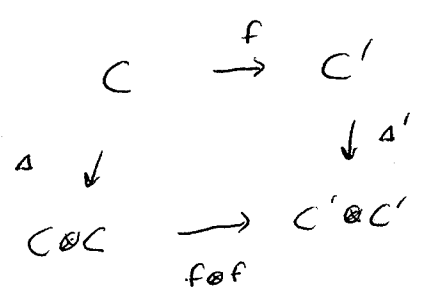 f
C → C'
Δ ↓ ↓ Δ'
C⊗C → C'⊗C'
f⊗f